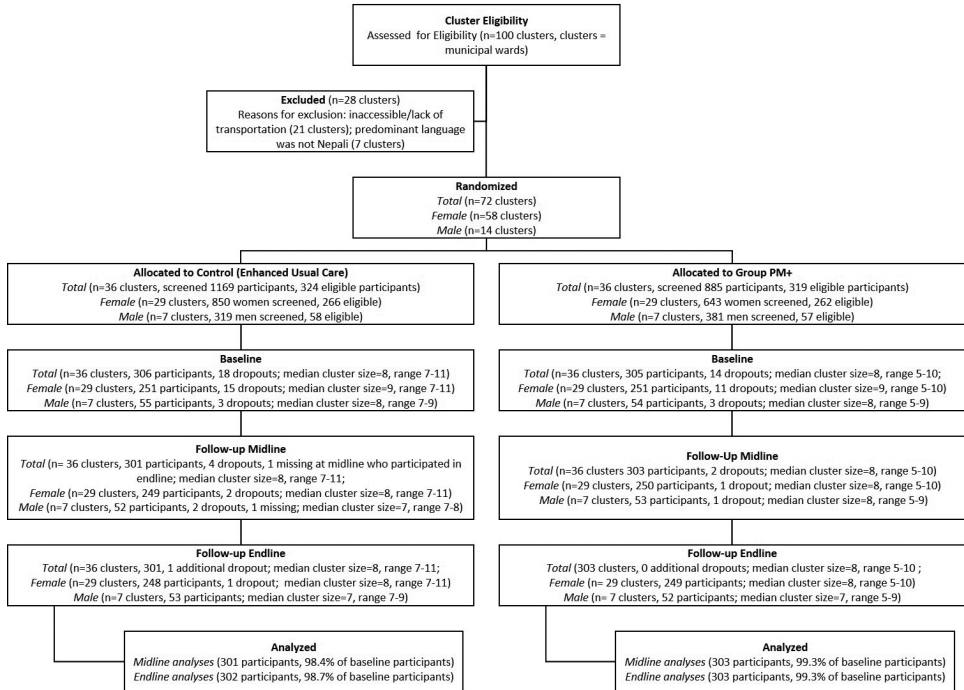 Cluster Eligibility
Assessed for Eligibility (n=100 clusters, clusters =
municipal wards)
Excluded (n=28 clusters)
Reasons for exclusion: inaccessible/lack of
transportation (21 clusters); predominant language
was not Nepali (7 clusters)
Randomized
Total (n=72 clusters)
Female (n=58 clusters)
Male (n=14 clusters)
Allocated to Control (Enhanced Usual Care)
Total (n=36 clusters, screened 1169 participants, 324 eligible participants)
Female (n=29 clusters, 850 women screened, 266 eligible)
Male (n=7 clusters, 319 men screened, 58 eligible)
Allocated to Group PM+
Total (n=36 clusters, screened 885 participants, 319 eligible participants)
Female (n=29 clusters, 643 women screened, 262 eligible)
Male (n=7 clusters, 381 men screened, 57 eligible)
Baseline
Total (n=36 clusters, 306 participants, 18 dropouts; median cluster size=8, range 7-11)
Female (n=29 clusters, 251 participants, 15 dropouts; median cluster size=9, range 7-11)
Male (n=7 clusters, 55 participants, 3 dropouts; median cluster size=8, range 7-9)
Baseline
Total (n=36 clusters, 305 participants, 14 dropouts; median cluster size=8, range 5-10;
Female (n=29 clusters, 251 participants, 11 dropouts; median cluster size=9, range 5-10)
Male (n=7 clusters, 54 participants, 3 dropouts; median cluster size=8, range 5-9)
Follow-up Midline
Total (n= 36 clusters, 301 participants, 4 dropouts, 1 missing at midline who participated in
endline; median cluster size=8, range 7-11;
Female (n=29 clusters, 249 participants, 2 dropouts; median cluster size=8, range 7-11)
Male (n=7 clusters, 52 participants, 2 dropouts, 1 missing; median cluster size=7, range 7-8)
Follow-Up Midline
Total (n=36 clusters 303 participants, 2 dropouts; median cluster size=8, range 5-10)
Female (n=29 clusters, 250 participants, 1 dropout; median cluster size=8, range 5-10)
Male (n=7 clusters, 53 participants, 1 dropout; median cluster size=8, range 5-9)
Follow-up Endline
Total (n=36 clusters, 301, 1 additional dropout; median cluster size=8, range 7-11;
Female (n=29 clusters, 248 participants, 1 dropout; median cluster size=8, range 7-11)
Male (n=7 clusters, 53 participants; median cluster size=7, range 7-9)
Follow-up Endline
Total (303 clusters, 0 additional dropouts; median cluster size=8, range 5-10 ;
Female (n= 29 clusters, 249 participants; median cluster size=8, range 5-10)
Male (n= 7 clusters, 52 participants; median cluster size=7, range 5-9)
Analyzed
Midline analyses (301 participants, 98.4% of baseline participants)
Endline analyses (302 participants, 98.7% of baseline participants)
Analyzed
Midline analyses (303 participants, 99.3% of baseline participants)
Endline analyses (303 participants, 99.3% of baseline participants)